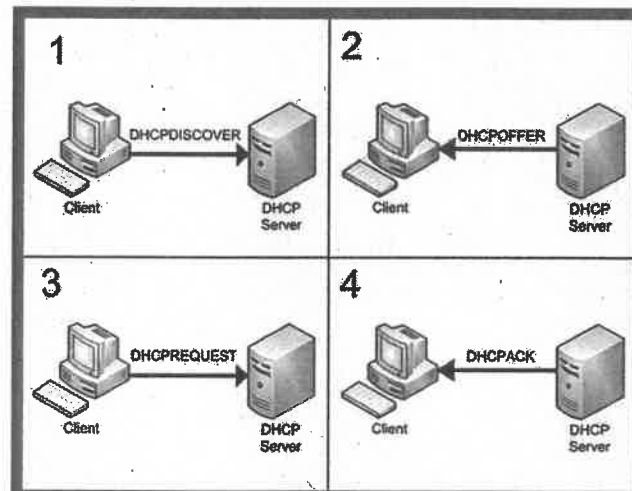 1
DHCPDISCOVER
Client
DHCP
Server
2
DHCPOFFER
Client
DHCP
Server
3
DHCPREQUEST
Client
DHCP
Server
4
DHCPACK
Client
DHCP
Server